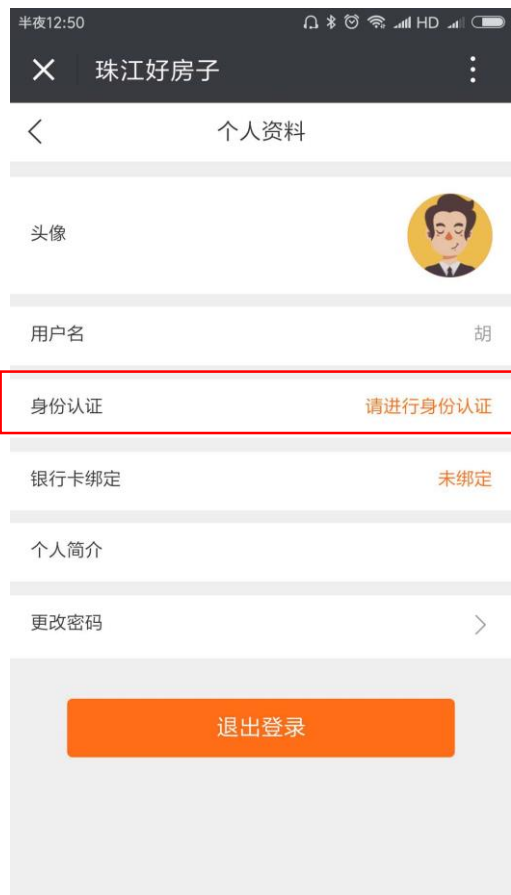 半夜12:50 HD
珠江好房子
个人资料
头像
用户名 胡
身份认证 请进行身份认证
银行卡绑定 未绑定
个人简介
更改密码
退出登录